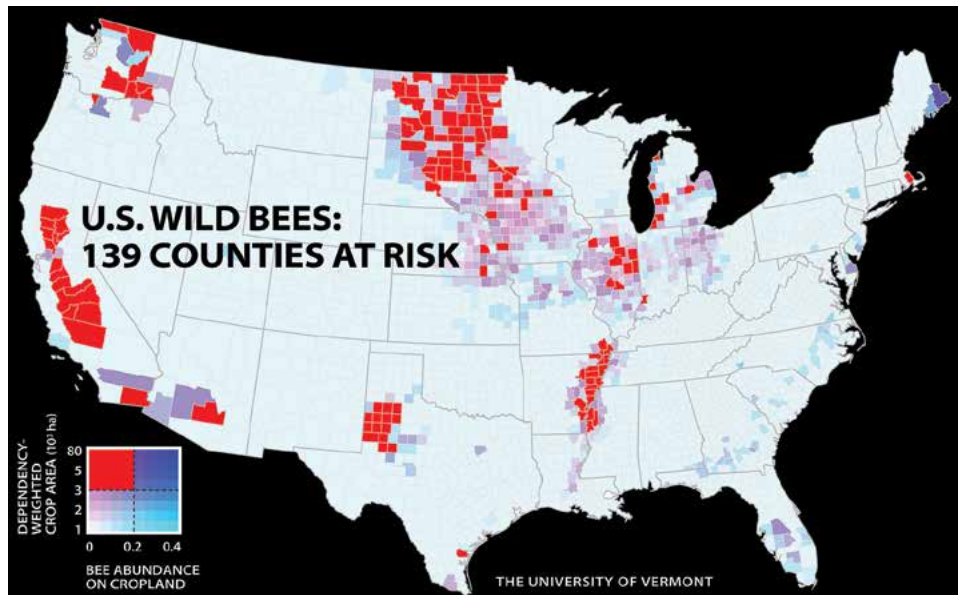 U.S. WILD BEES:
139 COUNTIES AT RISK
DEPENDENCY-
WEIGHTED
CROP AREA (10³ ha)
80
5
3
2
1
0 0.2 0.4
BEE ABUNDANCE
ON CROPLAND
THE UNIVERSITY OF VERMONT